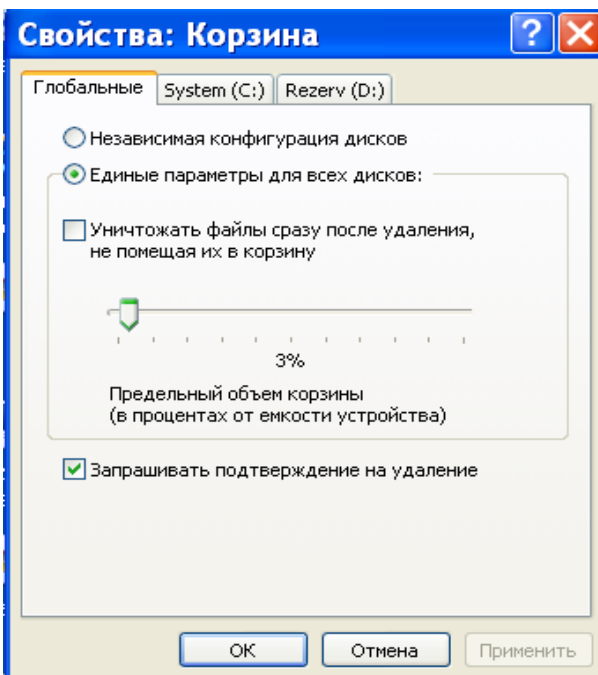 Свойства: Корзина
Глобальные System (C:) Rezerv (D:)
Независимая конфигурация дисков
Единые параметры для всех дисков:
Уничтожать файлы сразу после удаления,
не помещая их в корзину
3%
Предельный объем корзины
(в процентах от емкости устройства)
Запрашивать подтверждение на удаление
ОК Отмена Применить